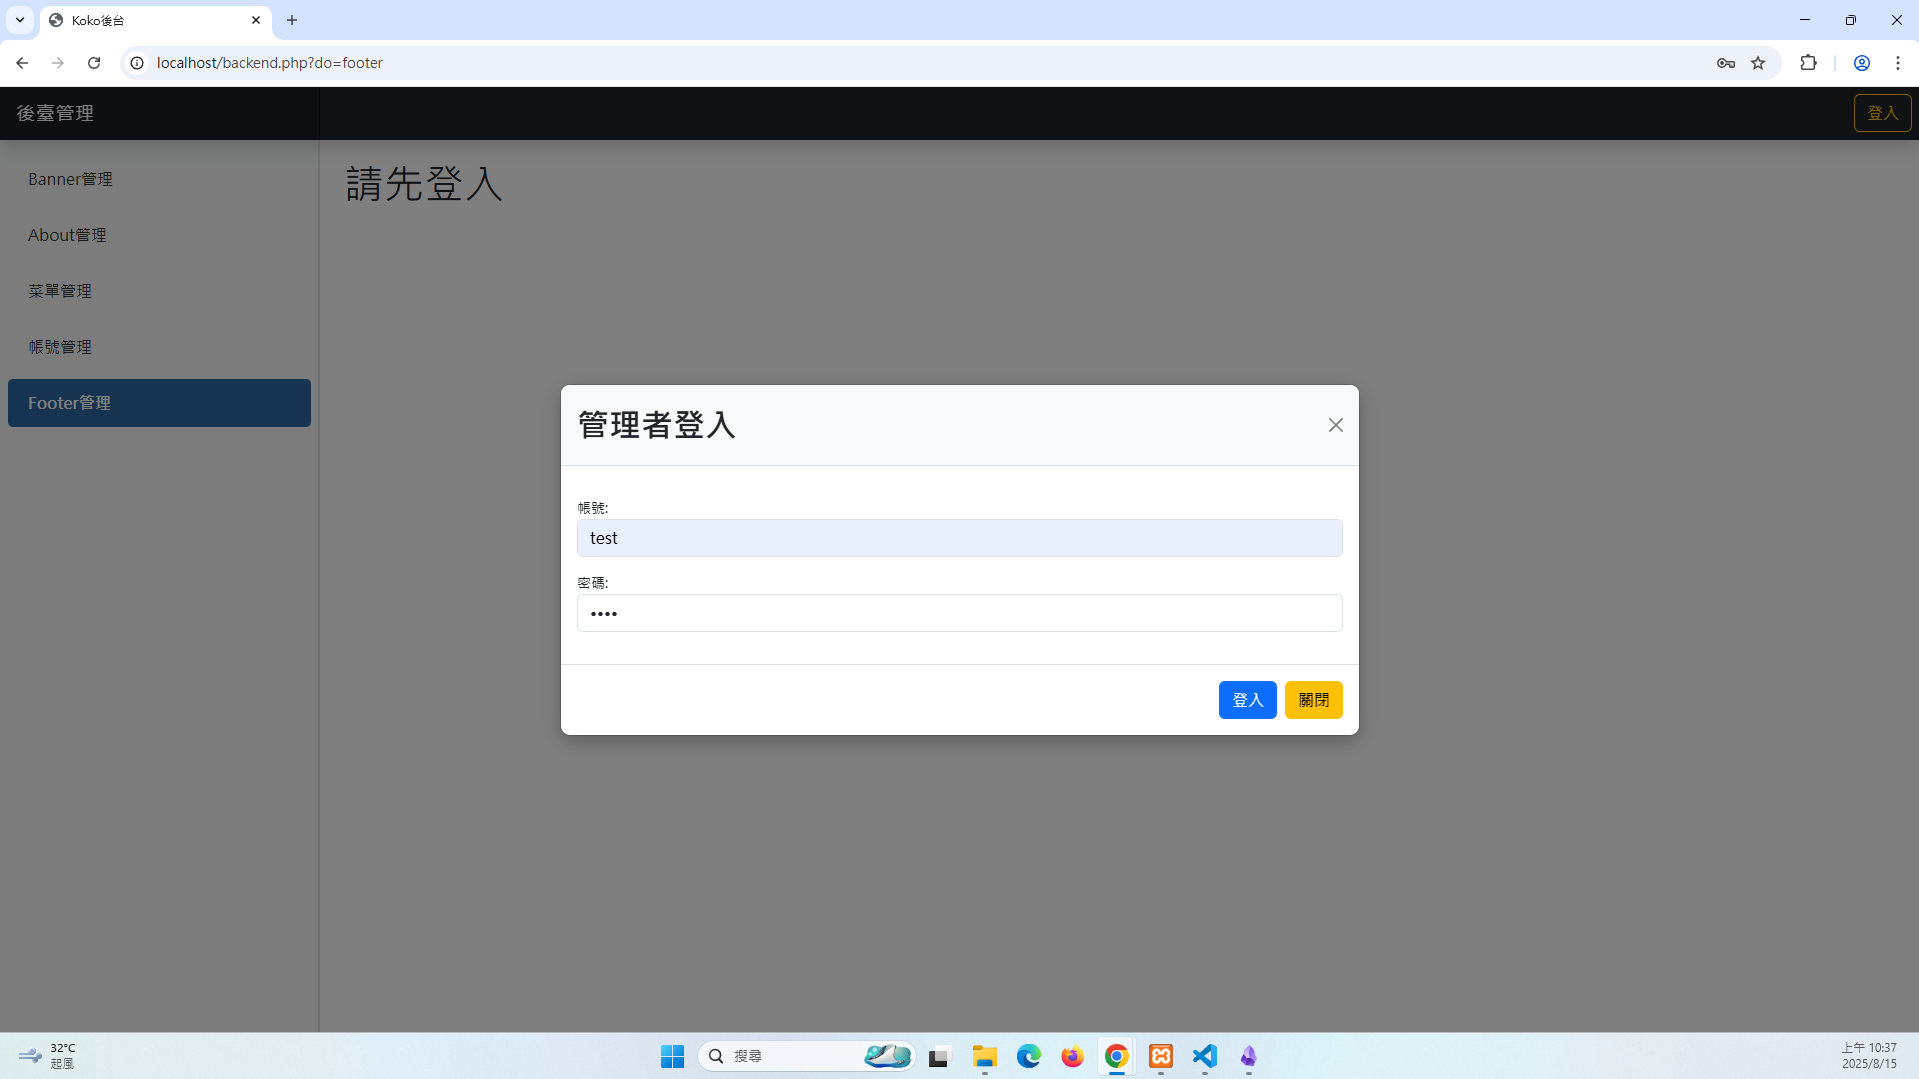 Koko後台
localhost/backend.php?do=footer
後臺管理
登入
Banner管理
About管理
菜單管理
帳號管理
Footer管理
請先登入
管理者登入
帳號:
test
密碼:
••••
登入
關閉
32°C
起風
搜尋
上午 10:37
2025/8/15